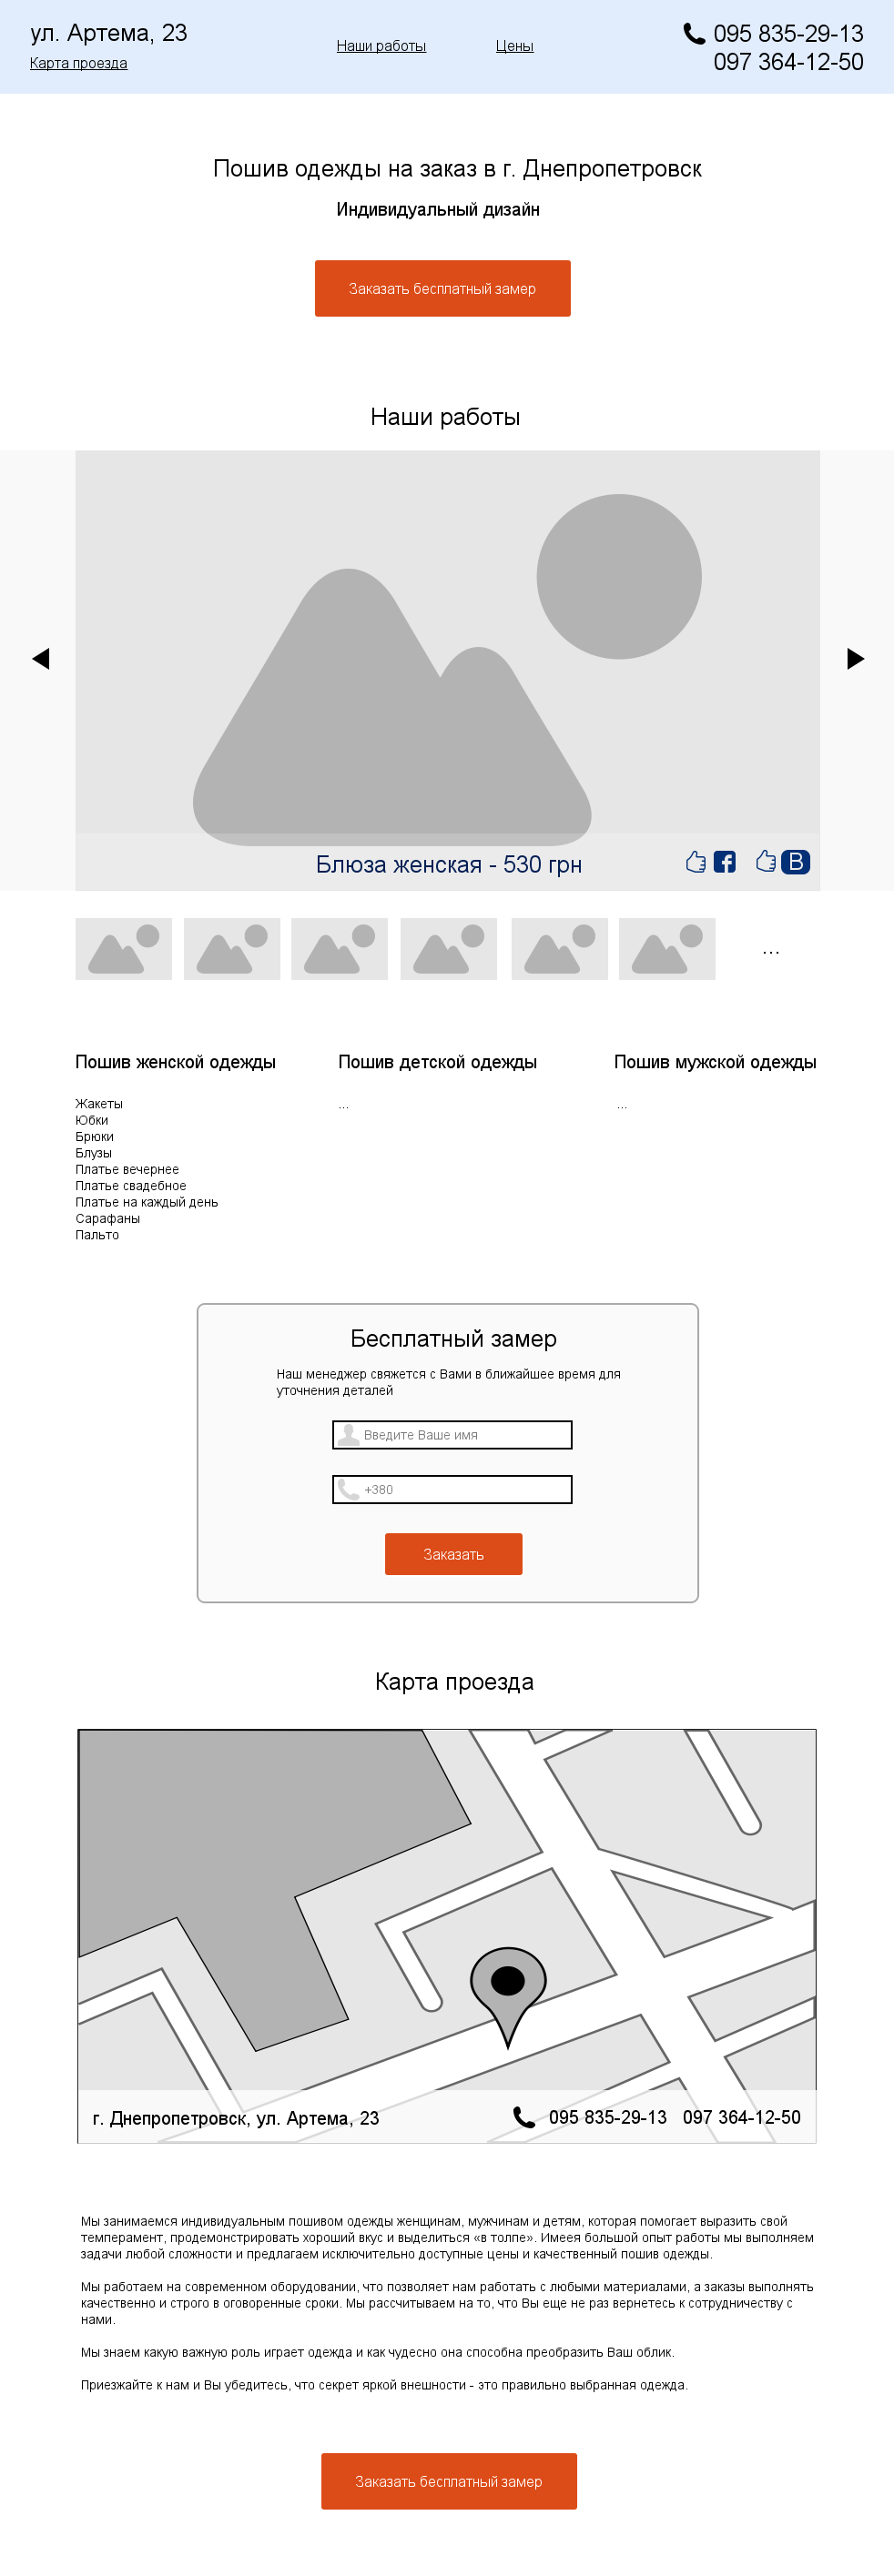 ул. Артема, 23
Карта проезда
Наши работы
Цены
095 835-29-13
097 364-12-50
Пошив одежды на заказ в г. Днепропетровск
Индивидуальный дизайн
Заказать бесплатный замер
Наши работы
Блюза женская - 530 грн
В
...
Пошив женской одежды
Жакеты
Юбки
Брюки
Блузы
Платье вечернее
Платье свадебное
Платье на каждый день
Сарафаны
Пальто
Пошив детской одежды
...
Пошив мужской одежды
...
Бесплатный замер
Наш менеджер свяжется с Вами в ближайшее время для
уточнения деталей
Введите Ваше имя
+380
Заказать
Карта проезда
г. Днепропетровск, ул. Артема, 23
095 835-29-13 097 364-12-50
Мы занимаемся индивидуальным пошивом одежды женщинам, мужчинам и детям, которая помогает выразить свой
темперамент, продемонстрировать хороший вкус и выделиться «в толпе». Имеея большой опыт работы мы выполняем
задачи любой сложности и предлагаем исключительно доступные цены и качественный пошив одежды.
Мы работаем на современном оборудовании, что позволяет нам работать с любыми материалами, а заказы выполнять
качественно и строго в оговоренные сроки. Мы рассчитываем на то, что Вы еще не раз вернетесь к сотрудничеству с
нами.
Мы знаем какую важную роль играет одежда и как чудесно она способна преобразить Ваш облик.
Приезжайте к нам и Вы убедитесь, что секрет яркой внешности - это правильно выбранная одежда.
Заказать бесплатный замер